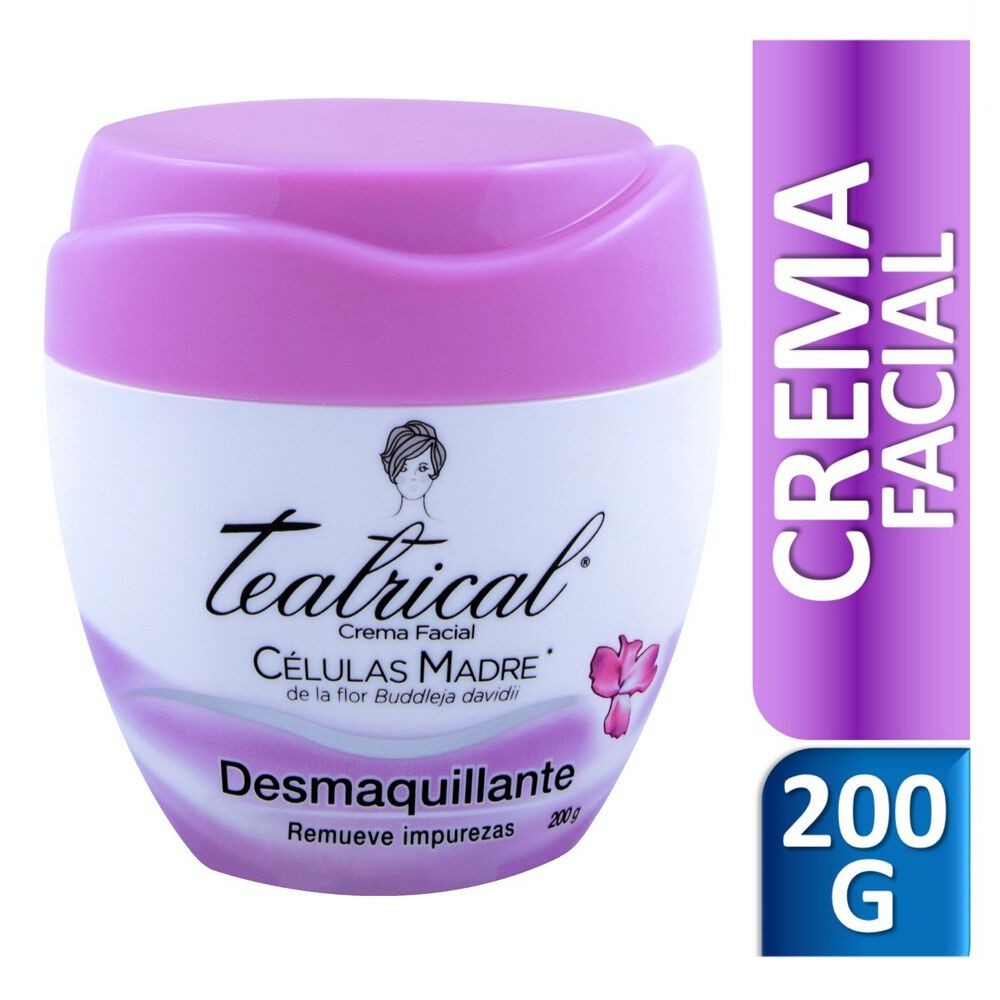 Teatrical®
Crema Facial
CÉLULAS MADRE*
de la flor Buddleja davidii
Desmaquillante
Remueve impurezas
200 g
CREMA
FACIAL
200
G